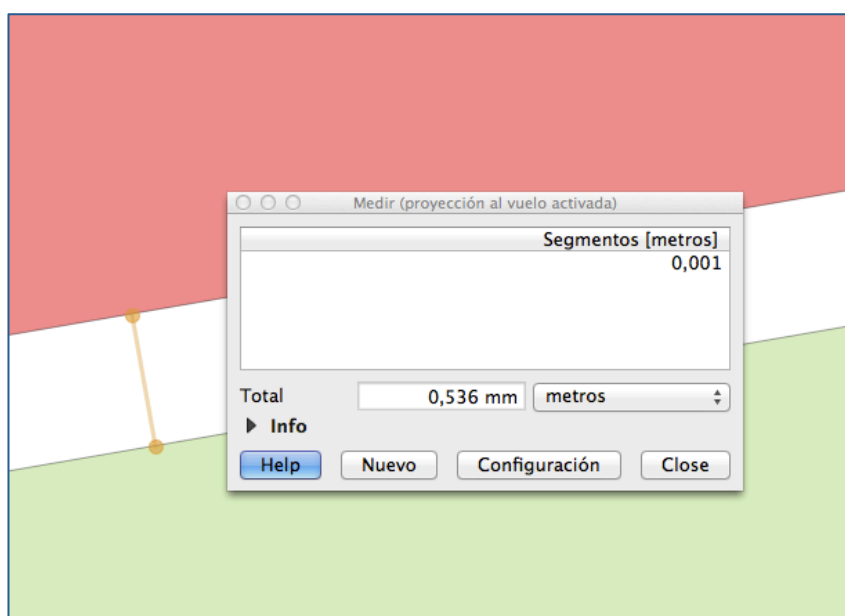 Medir (proyección al vuelo activada)
Segmentos [metros]
0,001
Total 0,536 mm metros
Info
Help Nuevo Configuración Close